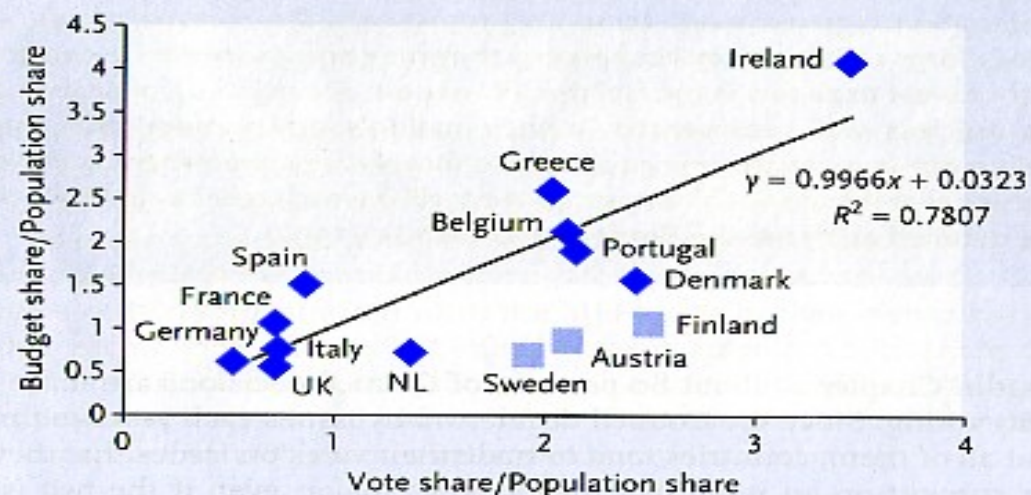 Budget share/Population share
4.5
4
3.5
3
2.5
2
1.5
1
0.5
0
Ireland
Greece
y = 0.9966x + 0.0323
R² = 0.7807
Belgium
Portugal
Spain
Denmark
France
Finland
Germany
Italy
Austria
UK
NL
Sweden
0 1 2 3 4
Vote share/Population share